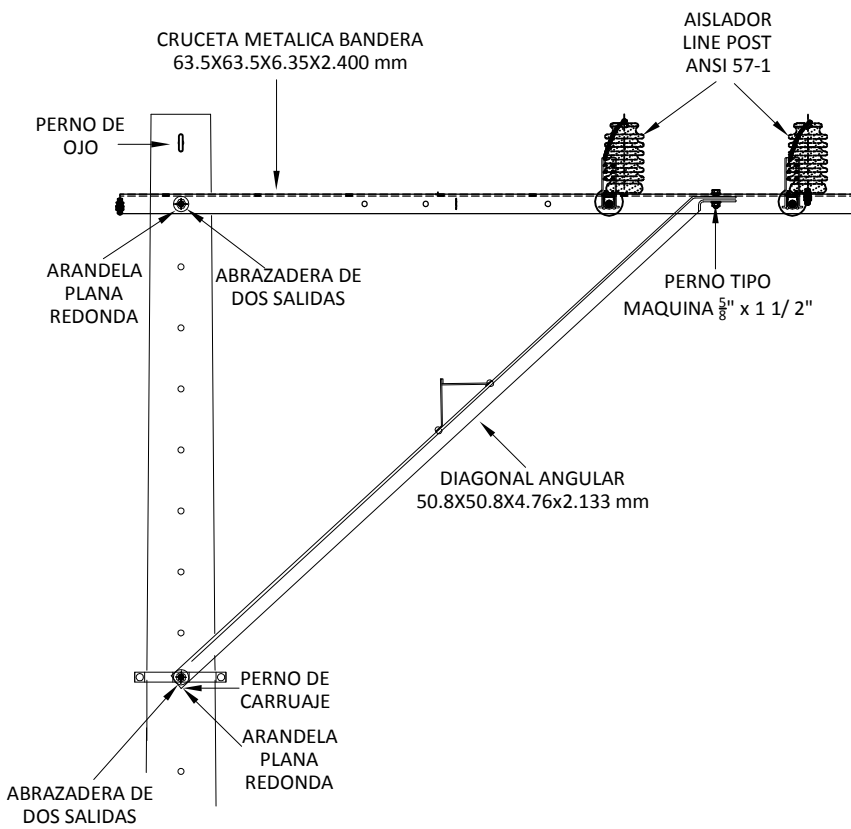 AISLADOR
LINE POST
ANSI 57-1
CRUCETA METALICA BANDERA
63.5X63.5X6.35X2.400 mm
PERNO DE
OJO
ARANDELA
PLANA
REDONDA
ABRAZADERA DE
DOS SALIDAS
PERNO TIPO
MAQUINA 5/8" x 1 1/ 2"
DIAGONAL ANGULAR
50.8X50.8X4.76x2.133 mm
PERNO DE
CARRUAJE
ARANDELA
PLANA
REDONDA
ABRAZADERA DE
DOS SALIDAS